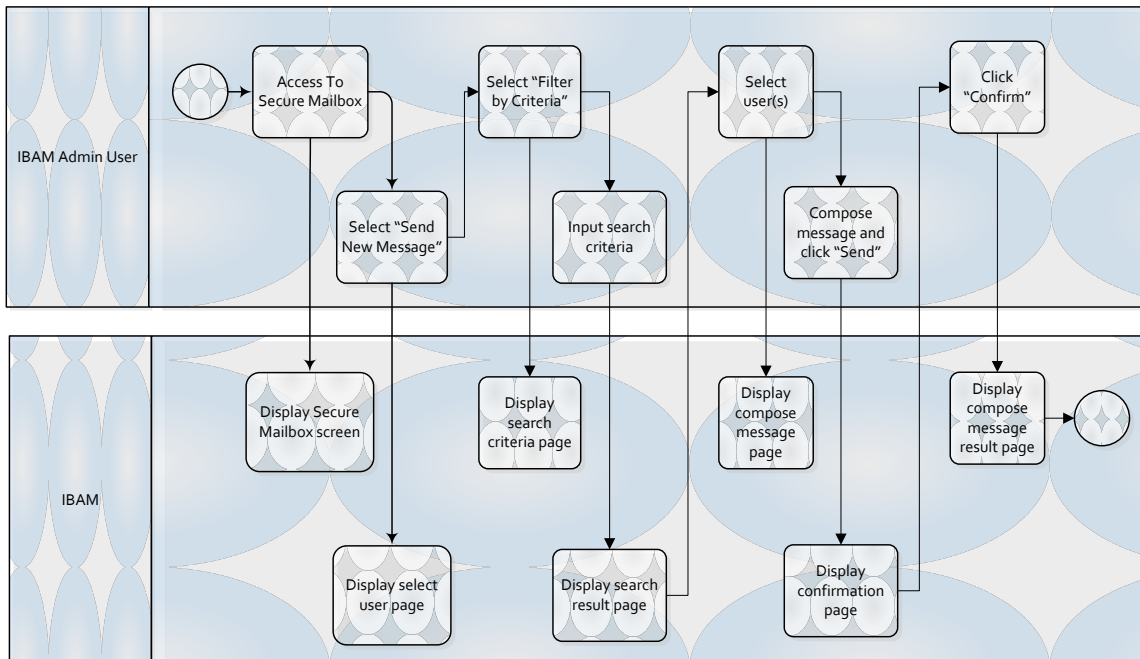 IBAM Admin User
Access To
Secure Mailbox
Select “Send
New Message”
Select “Filter
by Criteria”
Input search
criteria
Select
user(s)
Compose
message and
click “Send”
Click
“Confirm”
IBAM
Display Secure
Mailbox screen
Display select
user page
Display
search
criteria page
Display search
result page
Display
compose
message
page
Display
confirmation
page
Display
compose
message
result page